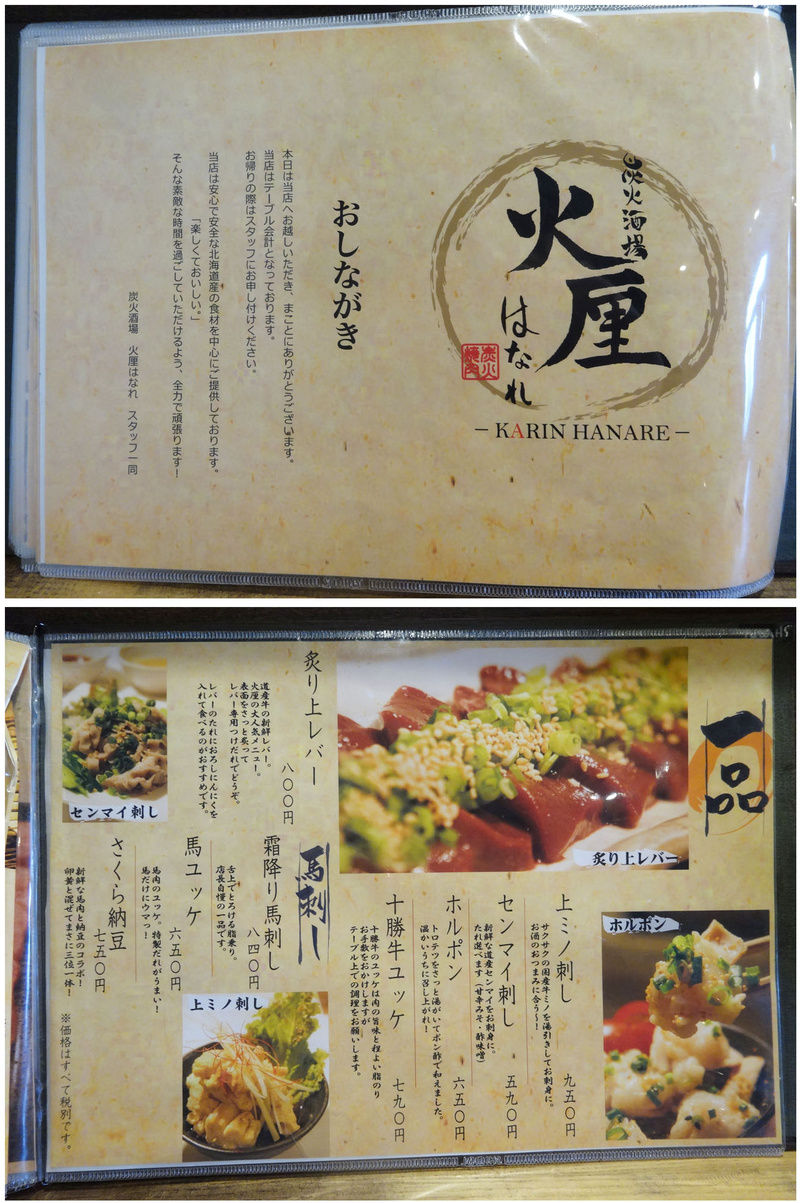 炭火酒場
火厘
はなれ
炭火
焼肉
－KARIN HANARE－
おしながき
本日は当店へお越しいただき、まことにありがとうございます。
当店はテーブル会計となっております。
お帰りの際はスタッフにお申し付けください。
当店は安心で安全な北海道産の食材を中心にご提供しております。
「楽しくておいしい。」
そんな素敵な時間を過ごしていただけるよう、全力で頑張ります！
炭火酒場　火厘はなれ　スタッフ一同
一品
炙り上レバー
炙り上レバー　八〇〇円
道産牛の新鮮レバー。
火厘の大人気メニュー。
表面をさっと炙って
レバー専用つけだれでどうぞ。
レバーのたれにおろしにんにくを
入れて食べるのがおすすめです。
センマイ刺し
ホルポン
上ミノ刺し　九五〇円
サクサクの国産牛ミノを湯引きしてお刺身に。
お酒のおつまみに合う～！
センマイ刺し　五九〇円
新鮮な道産センマイをお刺身に。
たれ選べます（甘辛みそ・酢味噌）
ホルポン　六五〇円
トロテツをさっと湯がいてポン酢で和えました。
温かいうちに召し上がれ！
十勝牛ユッケ　七九〇円
十勝牛のユッケは肉の旨味と程よい脂のり
お手数をおかけしますが
テーブル上での調理をお願いします。
馬刺し
霜降り馬刺し　八四〇円
舌上でとろける脂乗り。
店長自慢の一品です。
馬ユッケ　六五〇円
馬肉のユッケ。特製だれがうまい！
馬だけにウマっ！
さくら納豆　七五〇円
新鮮な馬肉と納豆のコラボ！
卵黄と混ぜてまさに三位一体！
上ミノ刺し
※価格はすべて税別です。